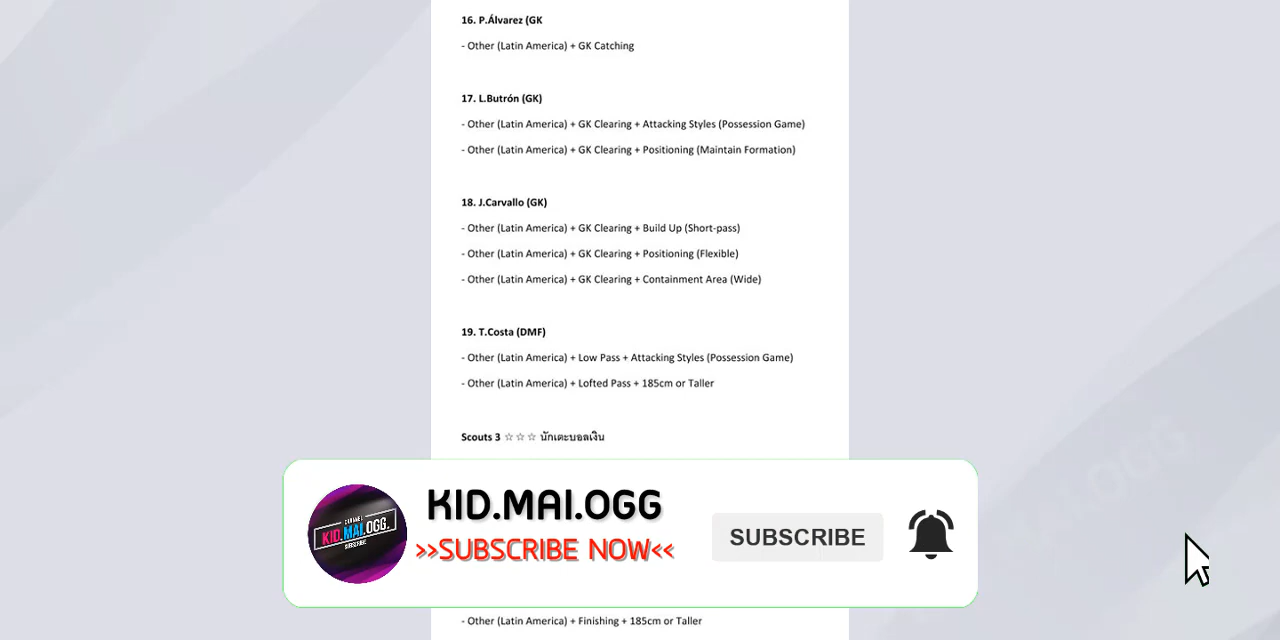 16. P.Álvarez (GK
- Other (Latin America) + GK Catching
17. L.Butrón (GK)
- Other (Latin America) + GK Clearing + Attacking Styles (Possession Game)
- Other (Latin America) + GK Clearing + Positioning (Maintain Formation)
18. J.Carvallo (GK)
- Other (Latin America) + GK Clearing + Build Up (Short-pass)
- Other (Latin America) + GK Clearing + Positioning (Flexible)
- Other (Latin America) + GK Clearing + Containment Area (Wide)
19. T.Costa (DMF)
- Other (Latin America) + Low Pass + Attacking Styles (Possession Game)
- Other (Latin America) + Lofted Pass + 185cm or Taller
Scouts 3 ☆ ☆ ☆ นักเตะบอลเงิน
KID.MAI.OGG
>>SUBSCRIBE NOW<<
SUBSCRIBE
KID.MAI.OGG.
SUBSCRIBE
- Other (Latin America) + Finishing + 185cm or Taller